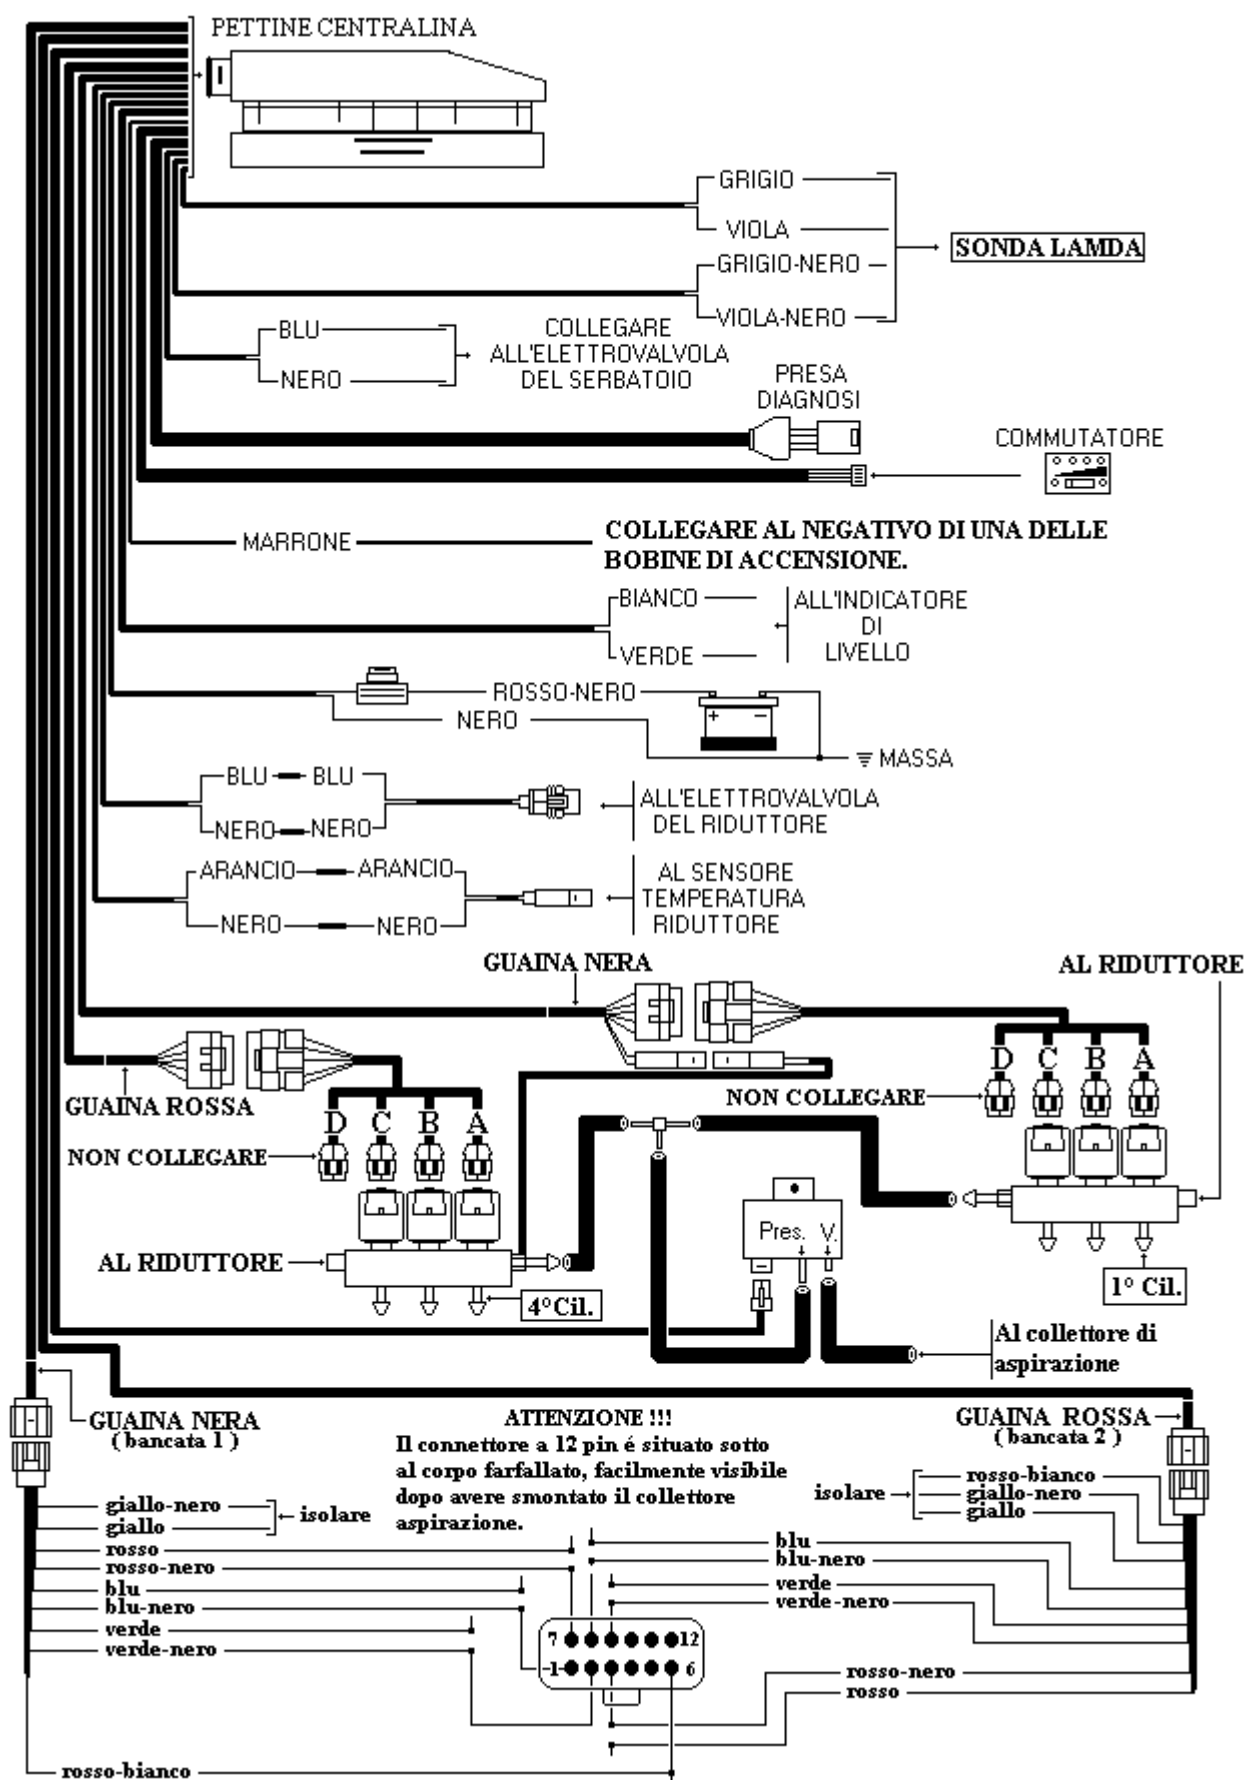 PETTINE CENTRALINA
GRIGIO
VIOLA
SONDA LAMDA
GRIGIO-NERO
VIOLA-NERO
BLU
NERO
COLLEGARE
ALL'ELETTROVALVOLA
DEL SERBATOIO
PRESA
DIAGNOSI
COMMUTATORE
MARRONE
COLLEGARE AL NEGATIVO DI UNA DELLE
BOBINE DI ACCENSIONE.
BIANCO
VERDE
ALL'INDICATORE
DI
LIVELLO
ROSSO-NERO
NERO
+ −
MASSA
BLU BLU
NERO NERO
ALL'ELETTROVALVOLA
DEL RIDUTTORE
ARANCIO ARANCIO
NERO NERO
AL SENSORE
TEMPERATURA
RIDUTTORE
GUAINA NERA
AL RIDUTTORE
D C B A
NON COLLEGARE
GUAINA ROSSA
D C B A
NON COLLEGARE
Pres. V.
AL RIDUTTORE
4°Cil.
1° Cil.
Al collettore di
aspirazione
GUAINA NERA
( bancata 1 )
ATTENZIONE !!!
Il connettore a 12 pin é situato sotto
al corpo farfallato, facilmente visibile
dopo avere smontato il collettore
aspirazione.
GUAINA ROSSA
( bancata 2 )
giallo-nero
giallo
isolare
rosso
rosso-nero
blu
blu-nero
verde
verde-nero
isolare
rosso-bianco
giallo-nero
giallo
blu
blu-nero
verde
verde-nero
7 12
1 6
rosso-nero
rosso
rosso-bianco